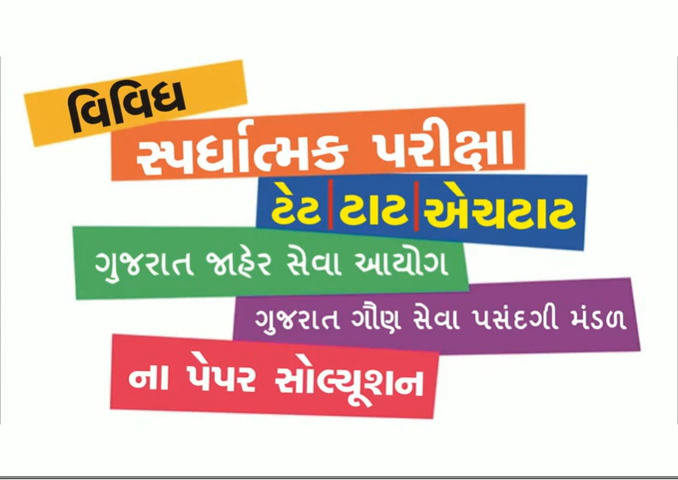 વિવિધ
સ્પર્ધાત્મક પરીક્ષા
ટેટ|ટાટ|એચટાટ
ગુજરાત જાહેર સેવા આયોગ
ગુજરાત ગૌણ સેવા પસંદગી મંડળ
ના પેપર સોલ્યૂશન